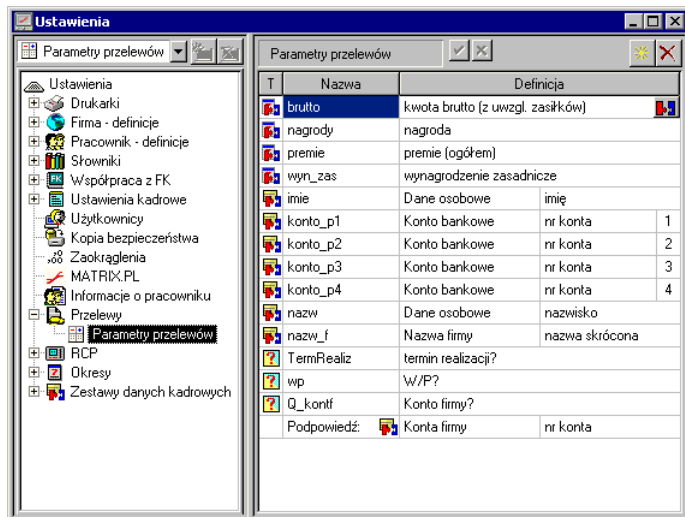 Ustawienia
Parametry przelewów
Ustawienia
Drukarki
Firma - definicje
Pracownik - definicje
Słowniki
FK Współpraca z FK
Ustawienia kadrowe
Użytkownicy
Kopia bezpieczeństwa
Zaokrąglenia
MATRIX.PL
Informacje o pracowniku
Przelewy
Parametry przelewów
RCP
Okresy
Zestawy danych kadrowych
Parametry przelewów
T Nazwa Definicja
brutto kwota brutto (z uwzgl. zasiłków)
nagrody nagroda
premie premie (ogółem)
wyn_zas wynagrodzenie zasadnicze
imie Dane osobowe imię
konto_p1 Konto bankowe nr konta 1
konto_p2 Konto bankowe nr konta 2
konto_p3 Konto bankowe nr konta 3
konto_p4 Konto bankowe nr konta 4
nazw Dane osobowe nazwisko
nazw_f Nazwa firmy nazwa skrócona
? TermRealiz termin realizacji?
? wp W/P?
? Q_kontf Konto firmy?
Podpowiedź: Konta firmy nr konta